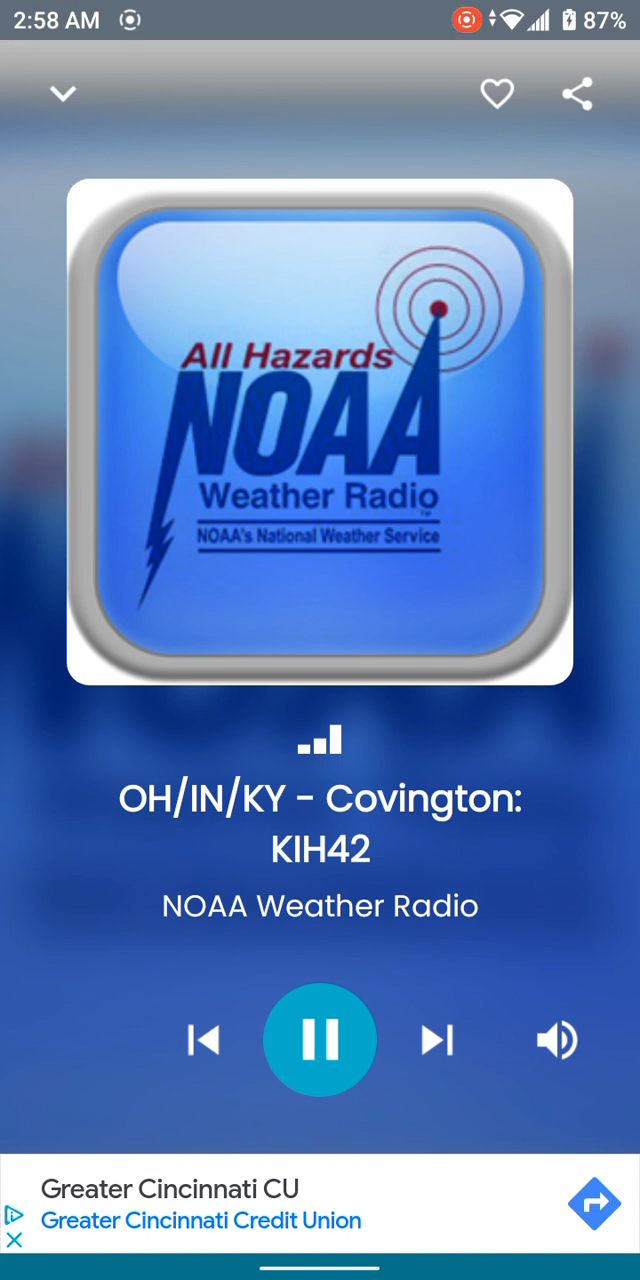 2:58 AM
87%
All Hazards
NOAA
Weather Radio
TM
NOAA's National Weather Service
OH/IN/KY - Covington:
KIH42
NOAA Weather Radio
Greater Cincinnati CU
Greater Cincinnati Credit Union